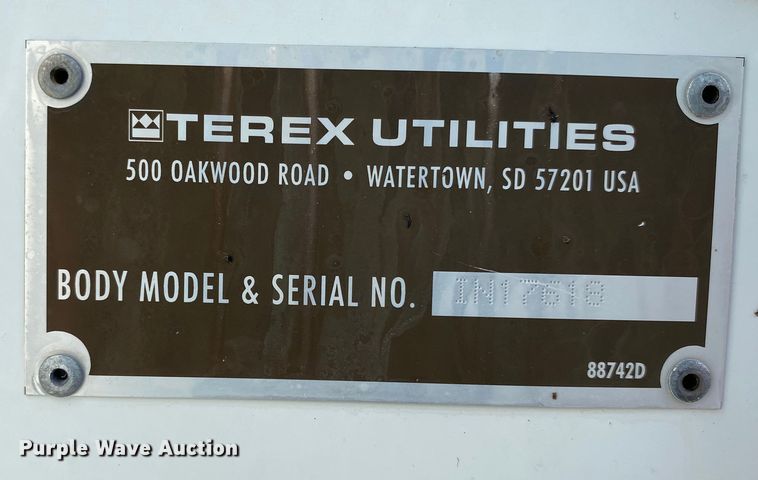 TEREX UTILITIES
500 OAKWOOD ROAD • WATERTOWN, SD 57201 USA
BODY MODEL & SERIAL NO. IN17618
88742D
Purple Wave Auction